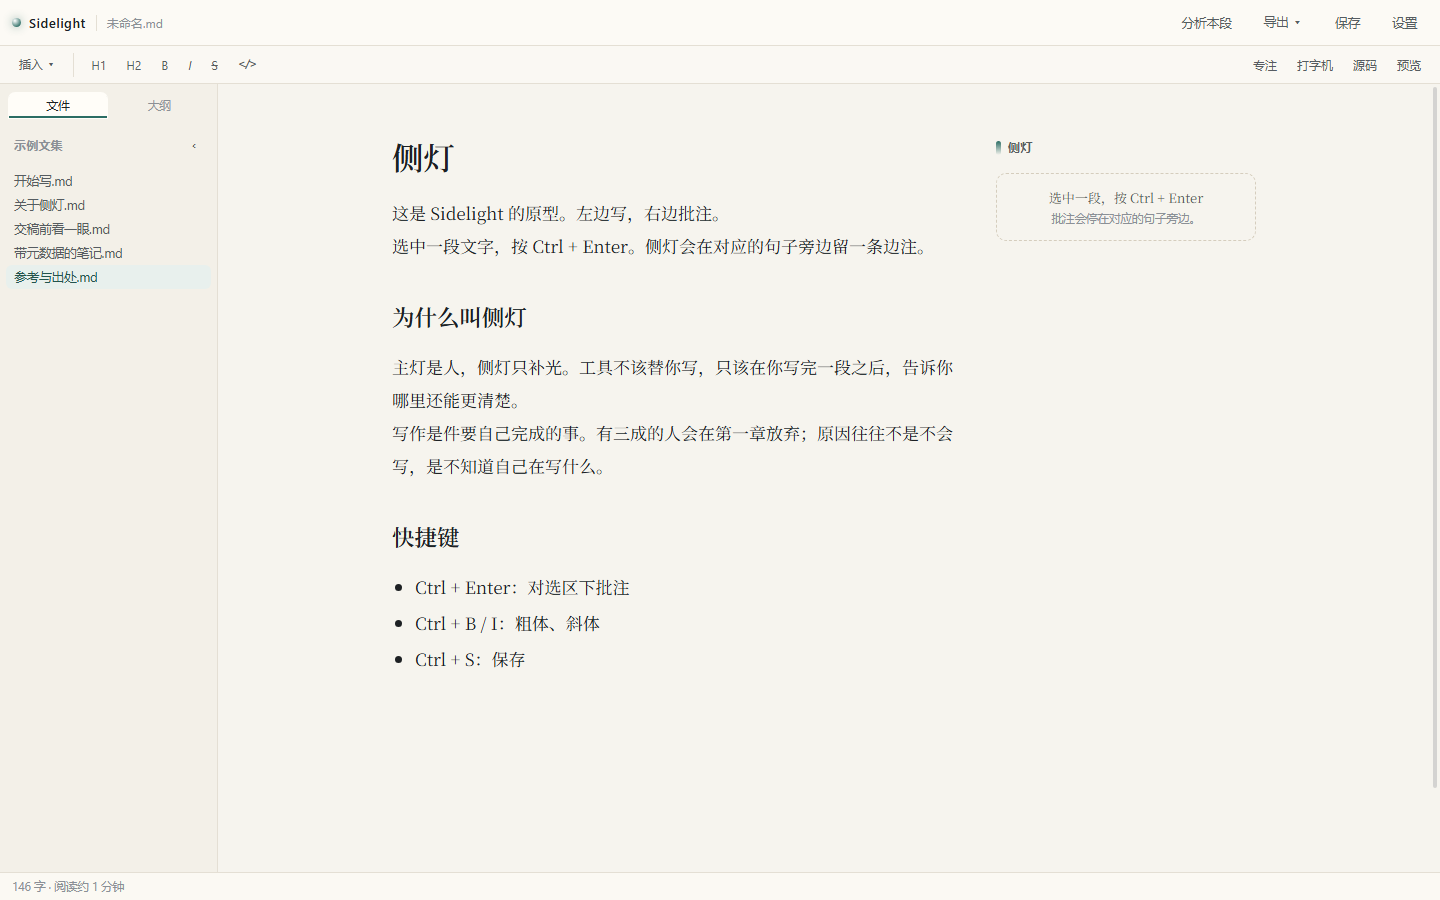 Sidelight 未命名.md 分析本段 导出 保存 设置
插入 H1 H2 B I S </> 专注 打字机 源码 预览
文件 大纲
示例文集
开始写.md
关于侧灯.md
交稿前看一眼.md
带元数据的笔记.md
参考与出处.md
侧灯
这是 Sidelight 的原型。左边写，右边批注。
选中一段文字，按 Ctrl + Enter。侧灯会在对应的句子旁边留一条边注。
为什么叫侧灯
主灯是人，侧灯只补光。工具不该替你写，只该在你写完一段之后，告诉你
哪里还能更清楚。
写作是件要自己完成的事。有三成的人会在第一章放弃；原因往往不是不会
写，是不知道自己在写什么。
快捷键
Ctrl + Enter：对选区下批注
Ctrl + B / I：粗体、斜体
Ctrl + S：保存
侧灯
选中一段，按 Ctrl + Enter
批注会停在对应的句子旁边。
146 字 · 阅读约 1 分钟